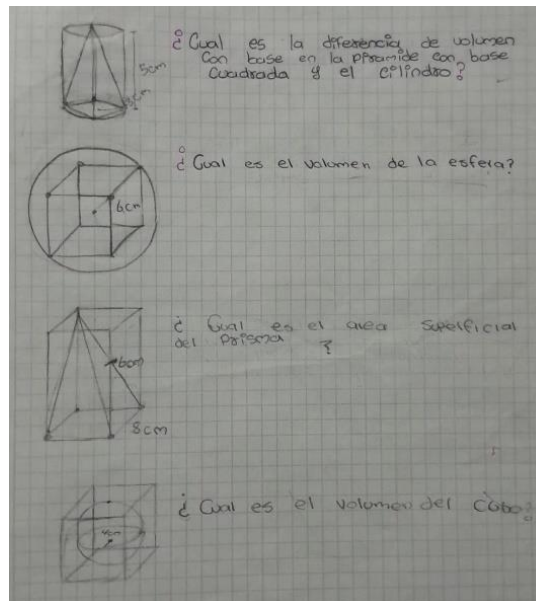 ¿Cual es la diferencia de volumen
con base en la piramide con base
cuadrada y el cilindro?
5cm
3cm
¿Cual es el volumen de la esfera?
6cm
¿Cual es el area superficial
del Prisma ?
6cm
8cm
¿Cual es el volumen del Cubo?
4cm